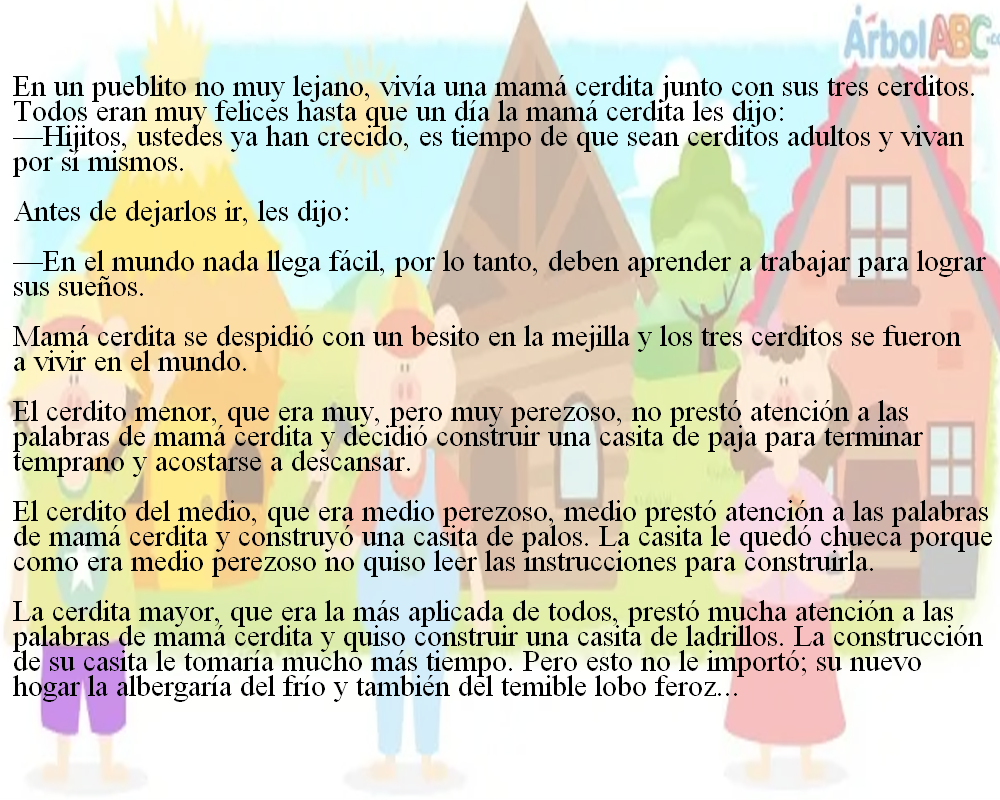 ÁrbolABC.co
En un pueblito no muy lejano, vivía una mamá cerdita junto con sus tres cerditos.
Todos eran muy felices hasta que un día la mamá cerdita les dijo:
—Hijitos, ustedes ya han crecido, es tiempo de que sean cerditos adultos y vivan
por sí mismos.
Antes de dejarlos ir, les dijo:
—En el mundo nada llega fácil, por lo tanto, deben aprender a trabajar para lograr
sus sueños.
Mamá cerdita se despidió con un besito en la mejilla y los tres cerditos se fueron
a vivir en el mundo.
El cerdito menor, que era muy, pero muy perezoso, no prestó atención a las
palabras de mamá cerdita y decidió construir una casita de paja para terminar
temprano y acostarse a descansar.
El cerdito del medio, que era medio perezoso, medio prestó atención a las palabras
de mamá cerdita y construyó una casita de palos. La casita le quedó chueca porque
como era medio perezoso no quiso leer las instrucciones para construirla.
La cerdita mayor, que era la más aplicada de todos, prestó mucha atención a las
palabras de mamá cerdita y quiso construir una casita de ladrillos. La construcción
de su casita le tomaría mucho más tiempo. Pero esto no le importó; su nuevo
hogar la albergaría del frío y también del temible lobo feroz...